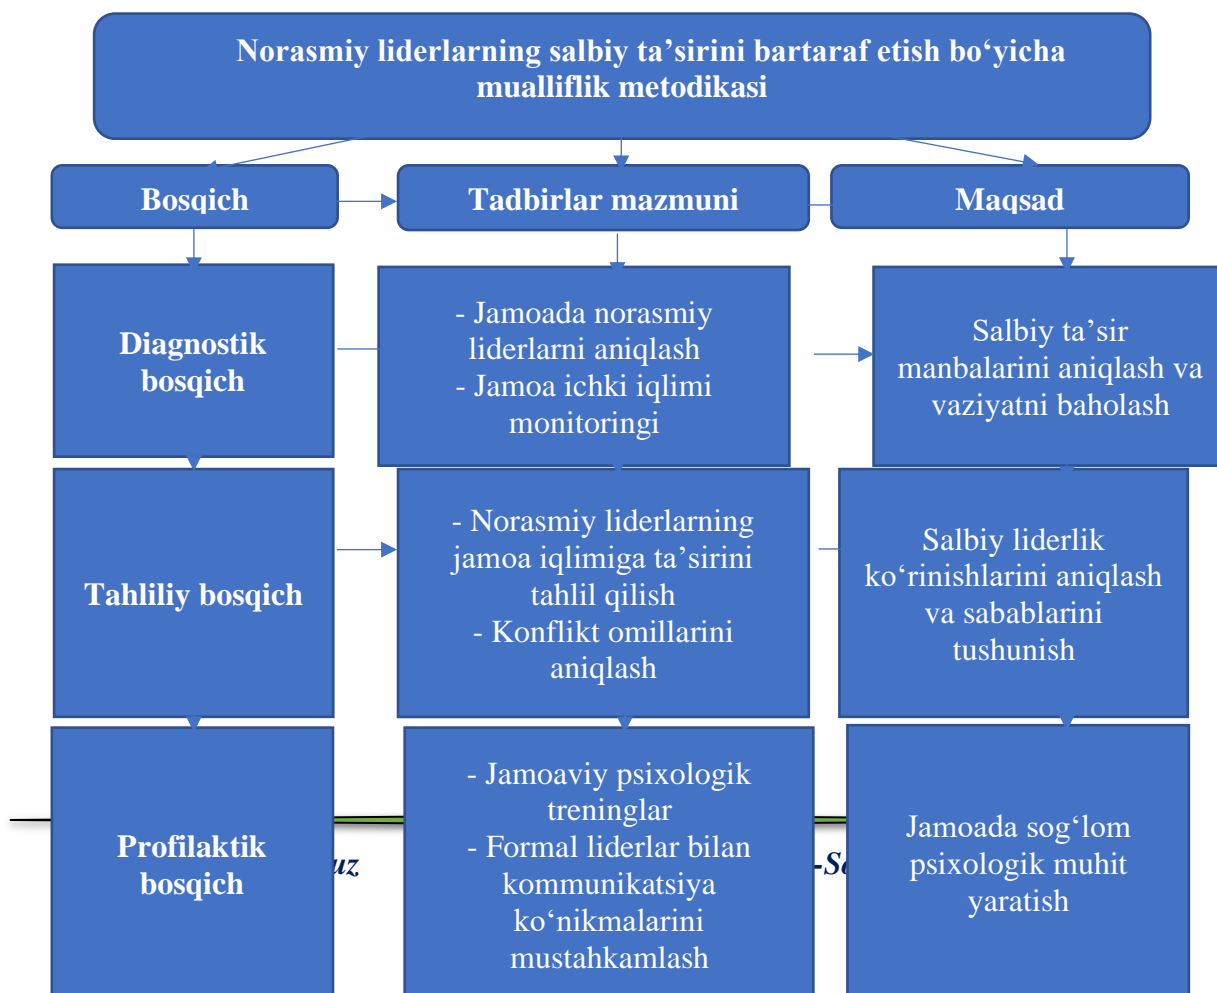 Norasmiy liderlarning salbiy ta’sirini bartaraf etish bo‘yicha
mualliflik metodikasi
Bosqich
Tadbirlar mazmuni
Maqsad
Diagnostik
bosqich
- Jamoada norasmiy
liderlarni aniqlash
- Jamoa ichki iqlimi
monitoringi
Salbiy ta’sir
manbalarini aniqlash va
vaziyatni baholash
Tahliliy bosqich
- Norasmiy liderlarning
jamoa iqlimiga ta’sirini
tahlil qilish
- Konflikt omillarini
aniqlash
Salbiy liderlik
ko‘rinishlarini aniqlash
va sabablarini
tushunish
Profilaktik
bosqich
- Jamoaviy psixologik
treninglar
- Formal liderlar bilan
kommunikatsiya
ko‘nikmalarini
mustahkamlash
Jamoada sog‘lom
psixologik muhit
yaratish
uz